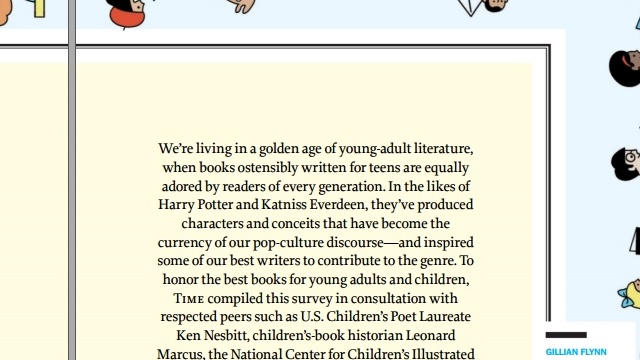 We're living in a golden age of young-adult literature,
when books ostensibly written for teens are equally
adored by readers of every generation. In the likes of
Harry Potter and Katniss Everdeen, they've produced
characters and conceits that have become the
currency of our pop-culture discourse—and inspired
some of our best writers to contribute to the genre. To
honor the best books for young adults and children,
TIME compiled this survey in consultation with
respected peers such as U.S. Children's Poet Laureate
Ken Nesbitt, children's-book historian Leonard
Marcus, the National Center for Children's Illustrated
GILLIAN FLYNN